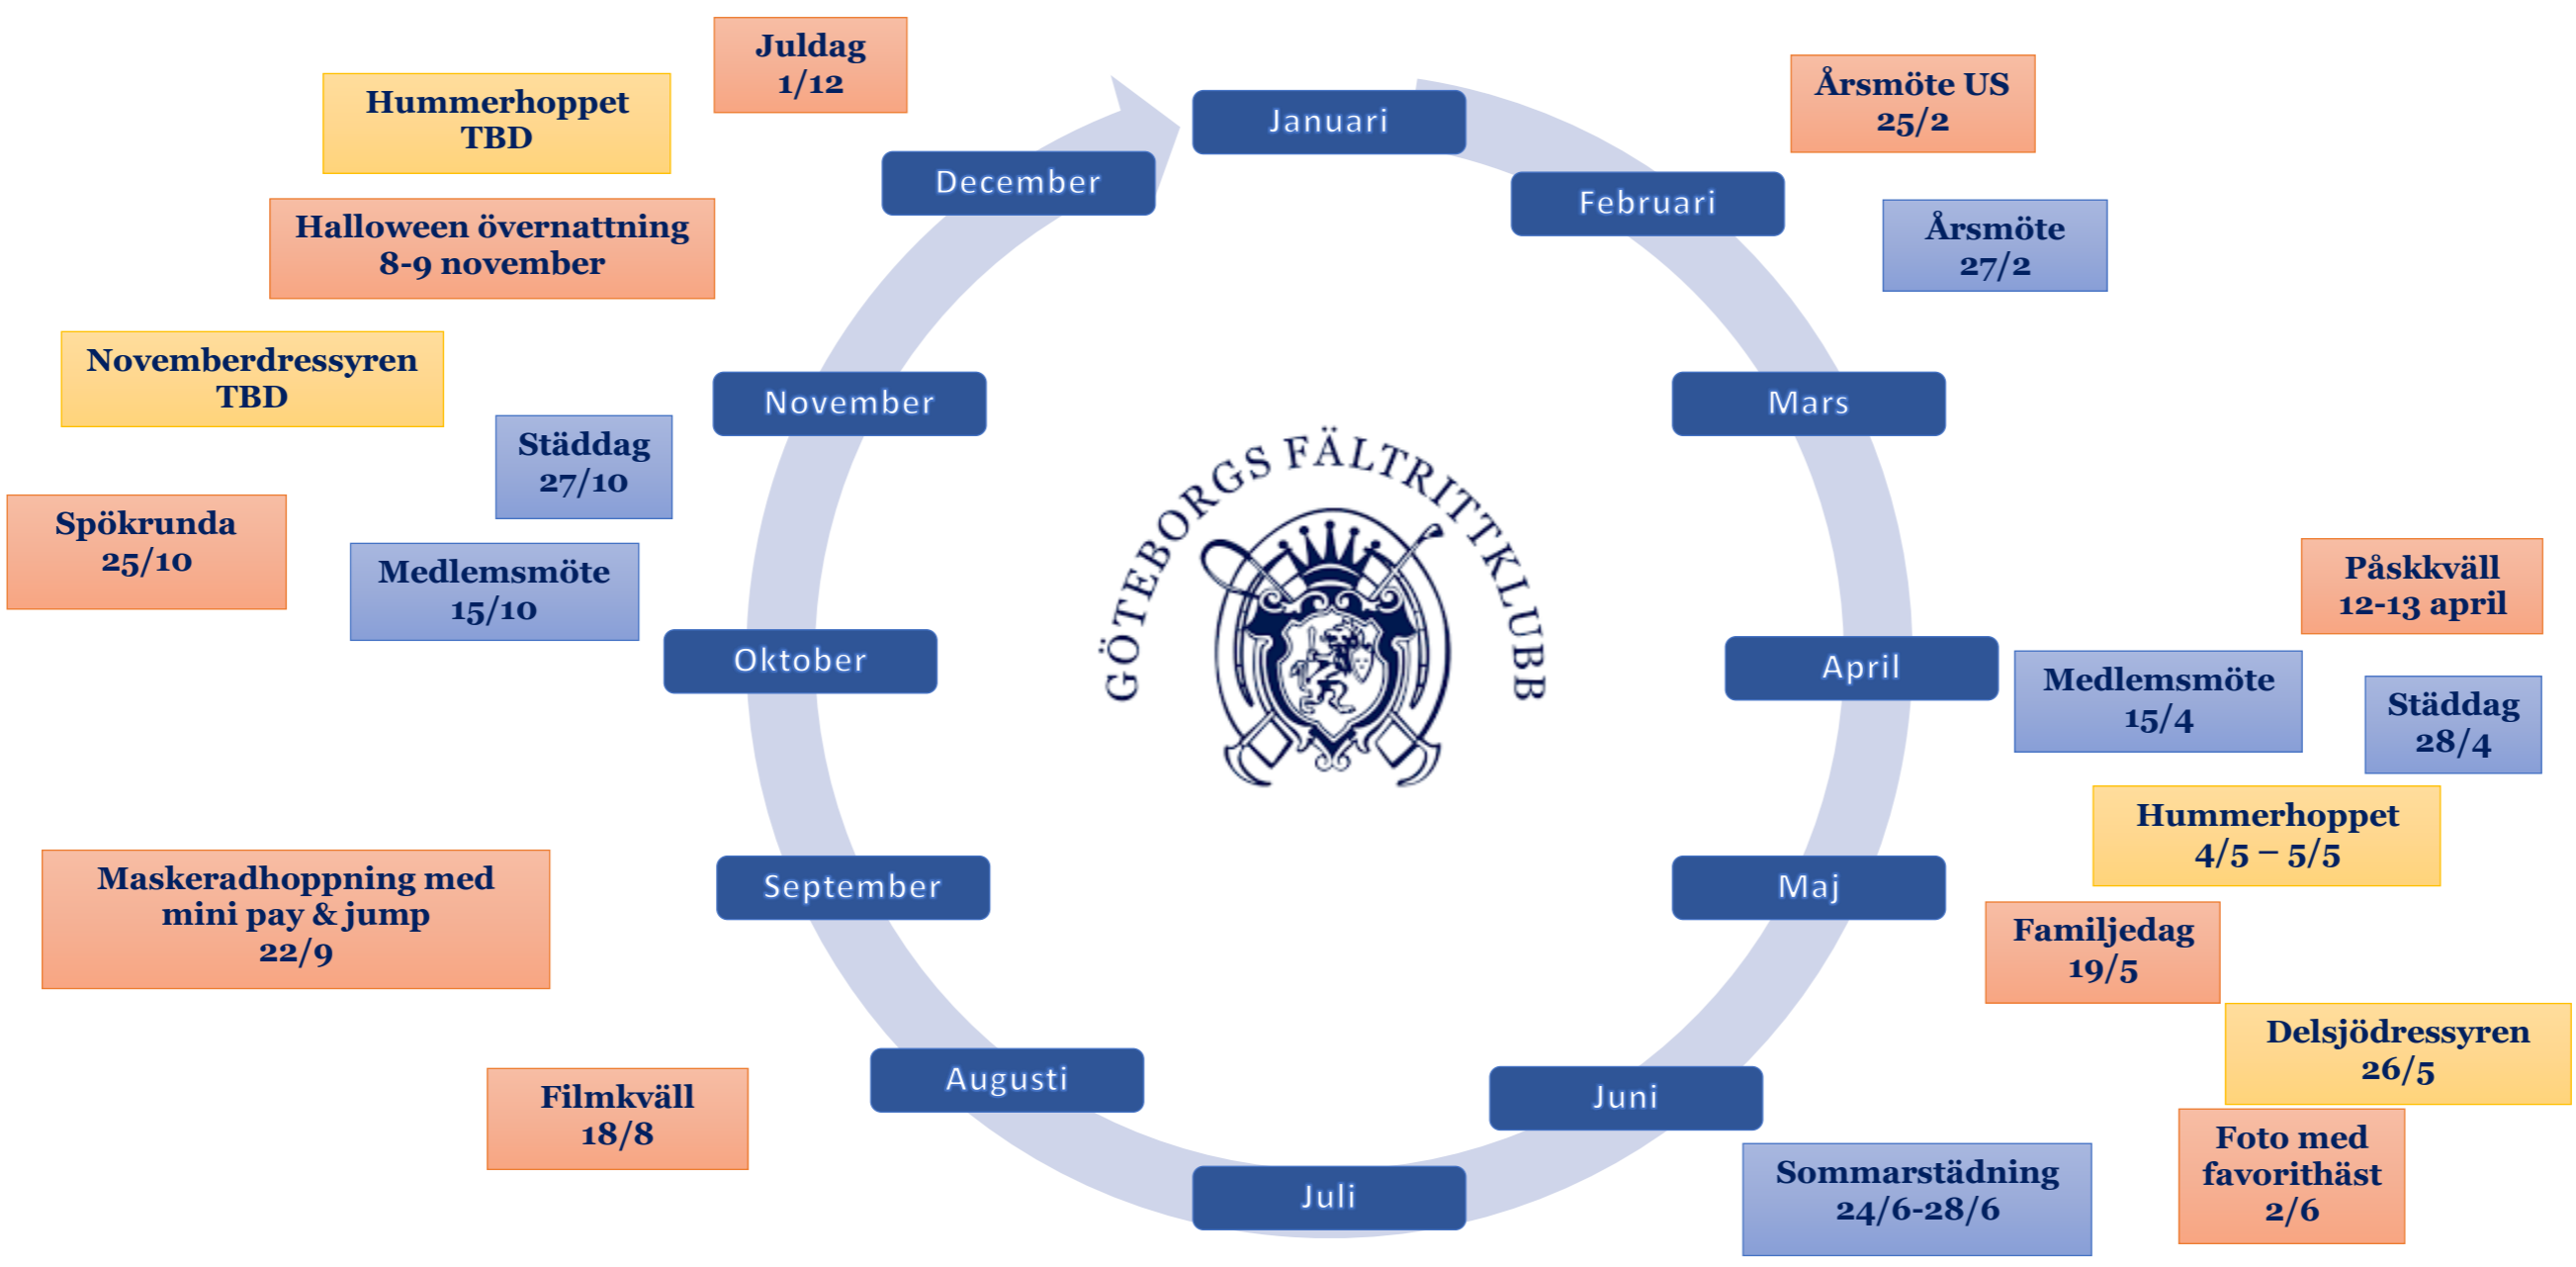 Januari
Årsmöte US
25/2
Februari
Årsmöte
27/2
Mars
Påskkväll
12-13 april
April
Medlemsmöte
15/4
Städdag
28/4
Hummerhoppet
4/5 – 5/5
Maj
Familjedag
19/5
Delsjödressyren
26/5
Foto med
favorithäst
2/6
Juni
Sommarstädning
24/6-28/6
Juli
Augusti
Filmkväll
18/8
September
Maskeradhoppning med
mini pay & jump
22/9
Oktober
Medlemsmöte
15/10
Spökrunda
25/10
Städdag
27/10
November
Novemberdressyren
TBD
Halloween övernattning
8-9 november
Hummerhoppet
TBD
December
Juldag
1/12
GÖTEBORGS FÄLTRITTKLUBB